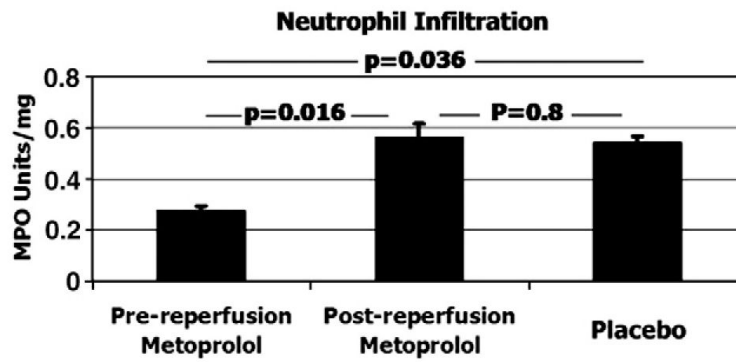 Neutrophil Infiltration
p=0.036
0.8
p=0.016 P=0.8
0.6
0.4
0.2
0
MPO Units/mg
Pre-reperfusion Post-reperfusion Placebo
Metoprolol Metoprolol